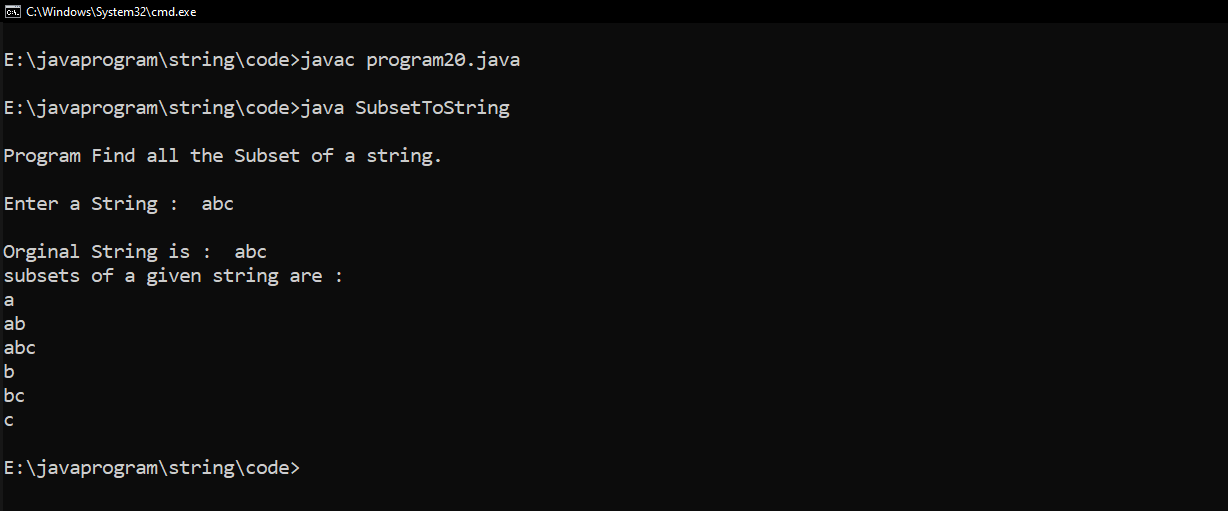 C:\Windows\System32\cmd.exe
E:\javaprogram\string\code>javac program20.java
E:\javaprogram\string\code>java SubsetToString
Program Find all the Subset of a string.
Enter a String :  abc
Orginal String is :  abc
subsets of a given string are :
a
ab
abc
b
bc
c
E:\javaprogram\string\code>